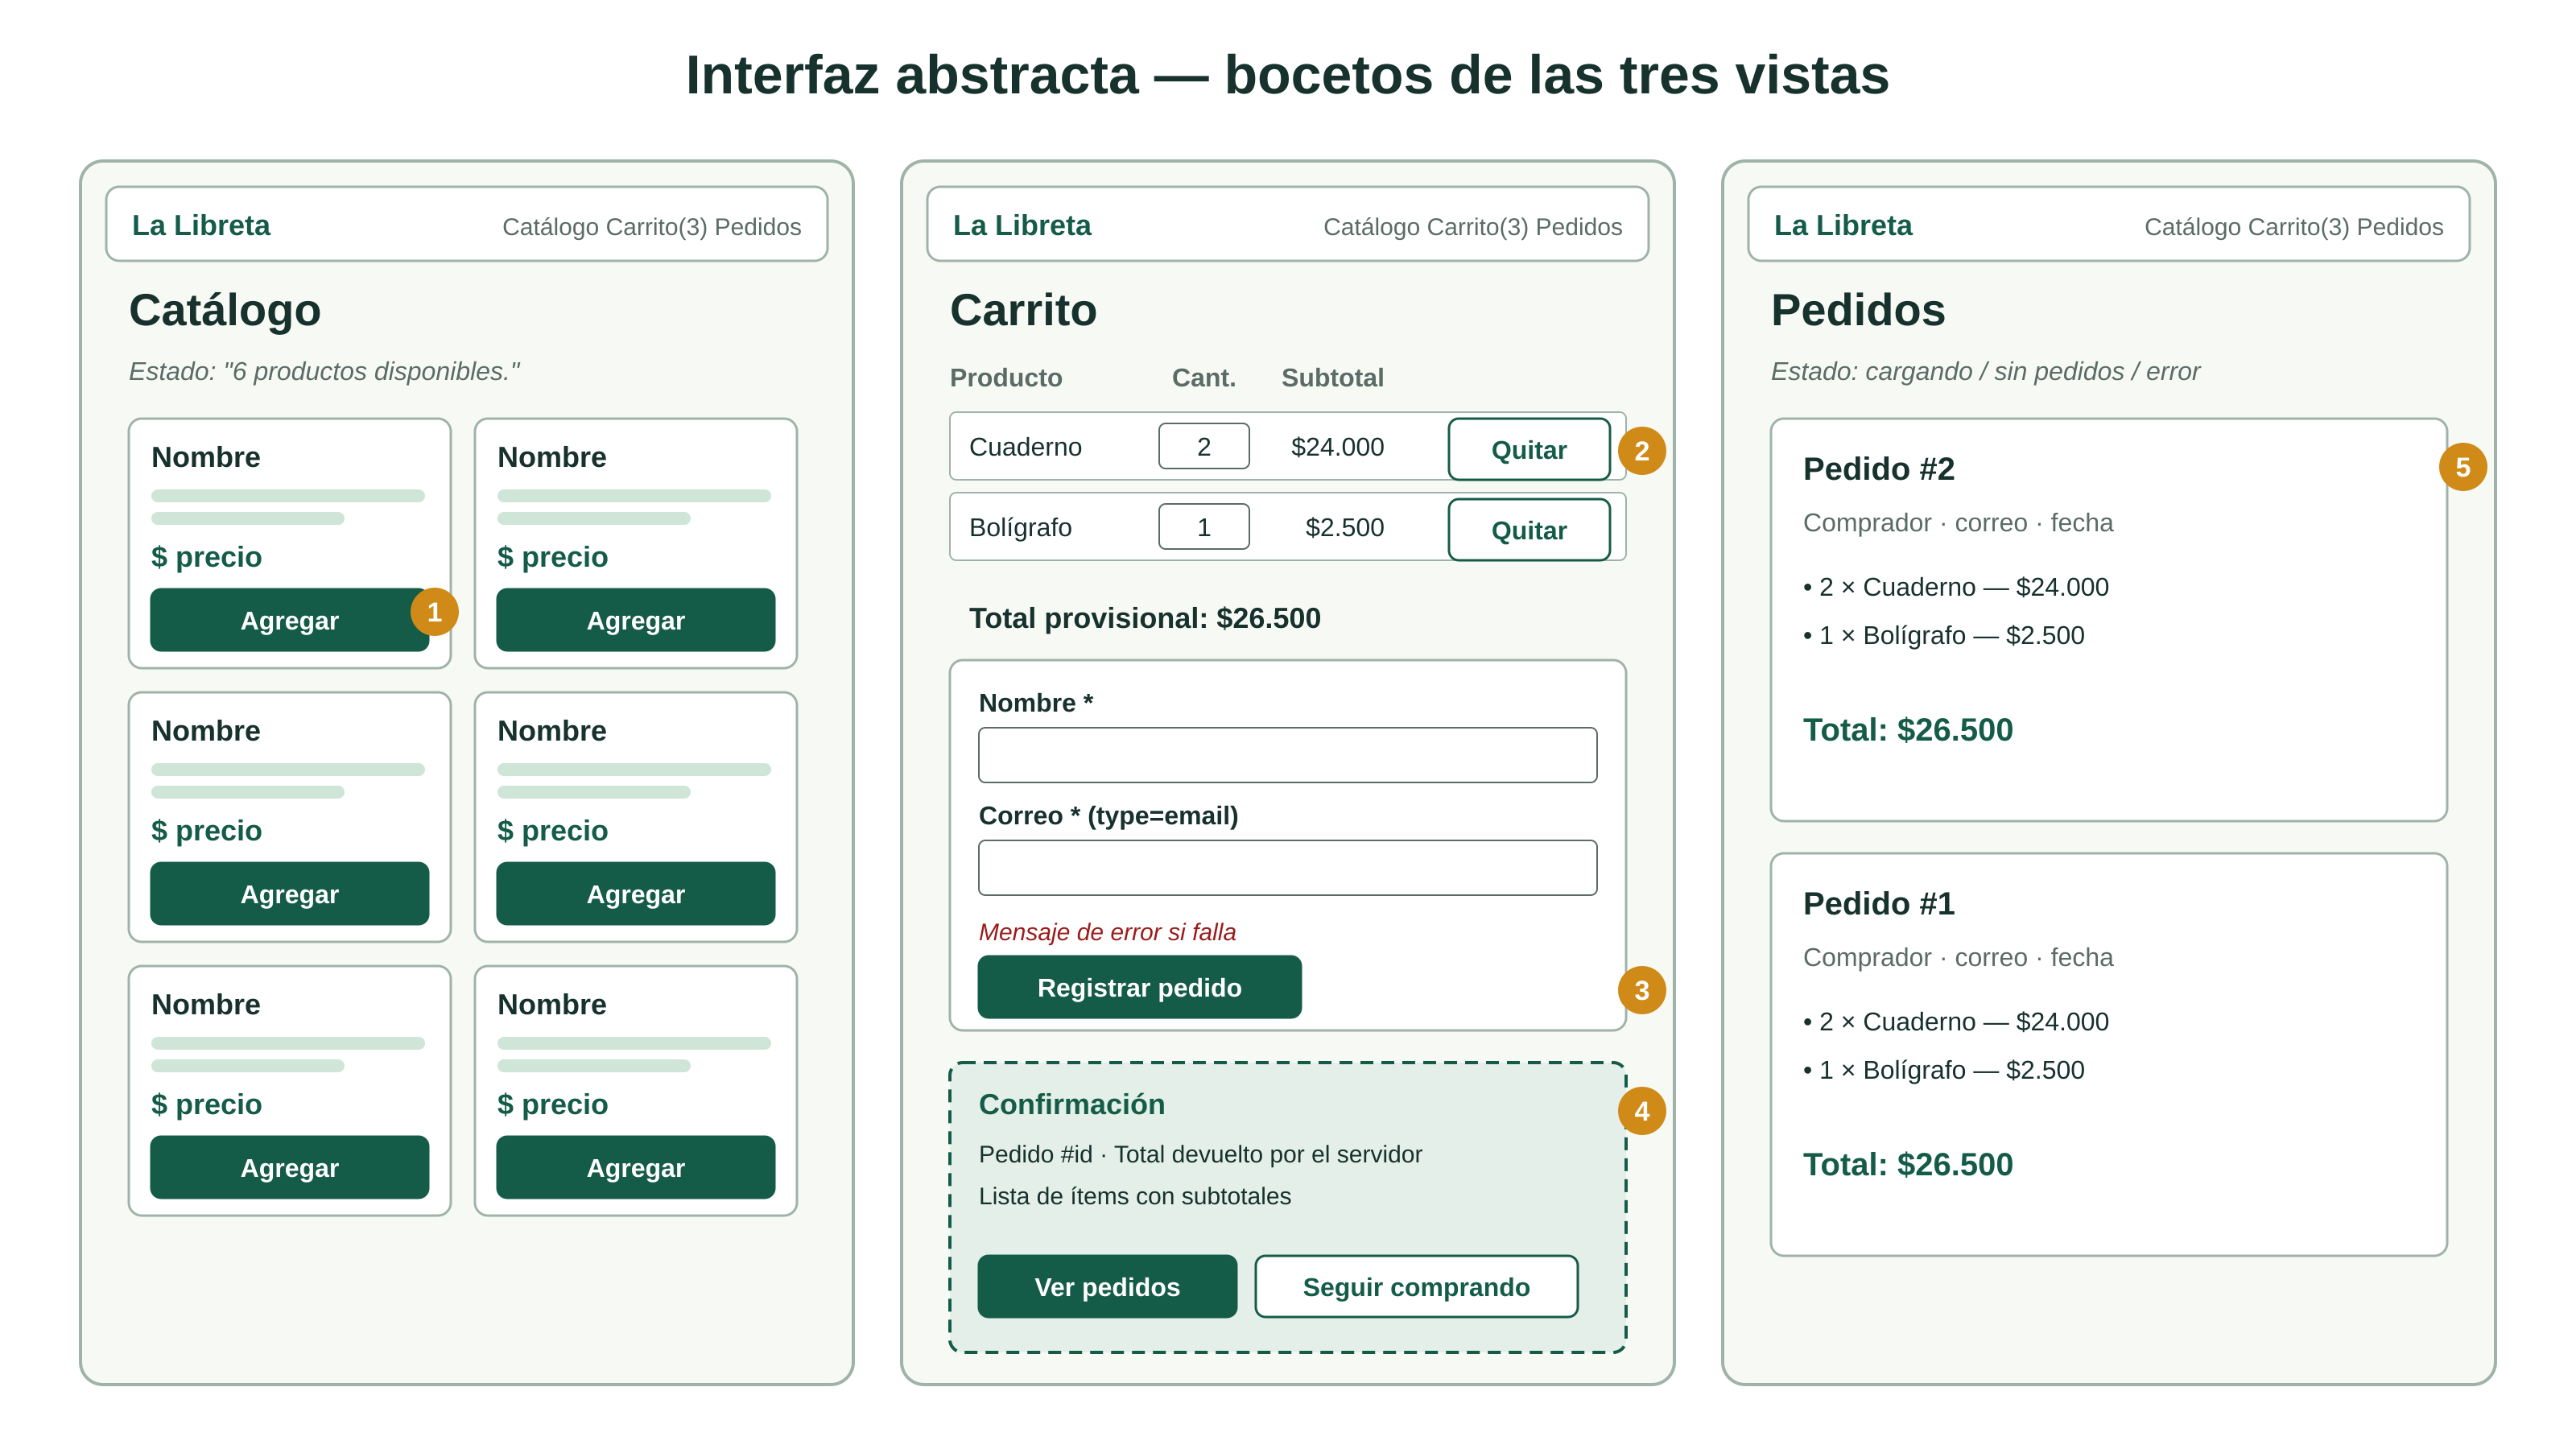 Interfaz abstracta — bocetos de las tres vistas
La Libreta
Catálogo Carrito(3) Pedidos
Catálogo
Estado: "6 productos disponibles."
Nombre
$ precio
Agregar
1
Nombre
$ precio
Agregar
Nombre
$ precio
Agregar
Nombre
$ precio
Agregar
Nombre
$ precio
Agregar
Nombre
$ precio
Agregar
La Libreta
Catálogo Carrito(3) Pedidos
Carrito
Producto Cant. Subtotal
Cuaderno 2 $24.000 Quitar 2
Bolígrafo 1 $2.500 Quitar
Total provisional: $26.500
Nombre *
Correo * (type=email)
Mensaje de error si falla
Registrar pedido
3
Confirmación
4
Pedido #id · Total devuelto por el servidor
Lista de ítems con subtotales
Ver pedidos
Seguir comprando
La Libreta
Catálogo Carrito(3) Pedidos
Pedidos
Estado: cargando / sin pedidos / error
Pedido #2
5
Comprador · correo · fecha
• 2 × Cuaderno — $24.000
• 1 × Bolígrafo — $2.500
Total: $26.500
Pedido #1
Comprador · correo · fecha
• 2 × Cuaderno — $24.000
• 1 × Bolígrafo — $2.500
Total: $26.500